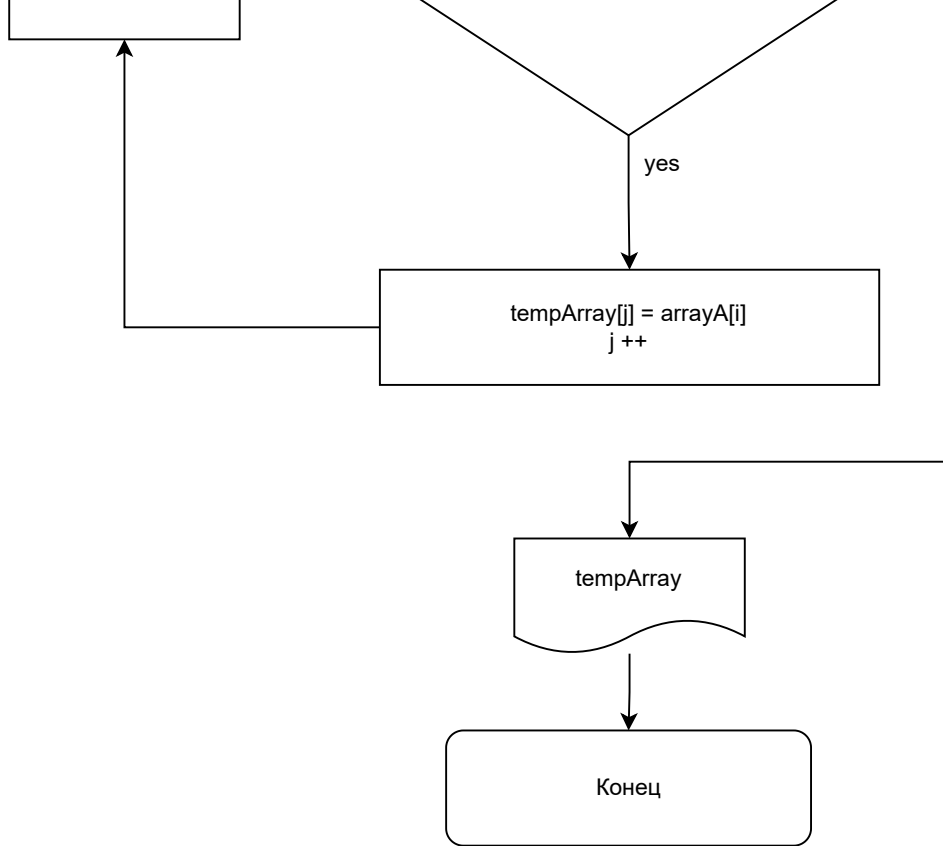 yes
tempArray[j] = arrayA[i]
j ++
tempArray
Конец